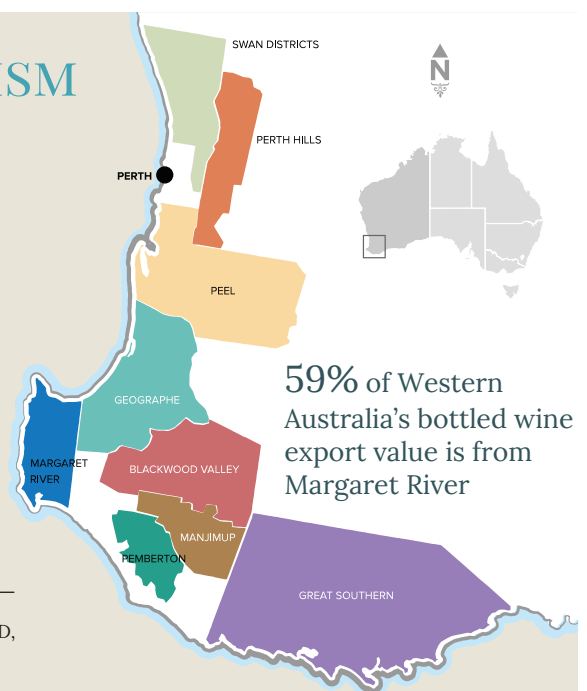 ISM
SWAN DISTRICTS
N
PERTH HILLS
PERTH
PEEL
59% of Western
Australia's bottled wine
export value is from
Margaret River
GEOGRAPHE
MARGARET
RIVER
BLACKWOOD VALLEY
MANJIMUP
PEMBERTON
GREAT SOUTHERN
D,